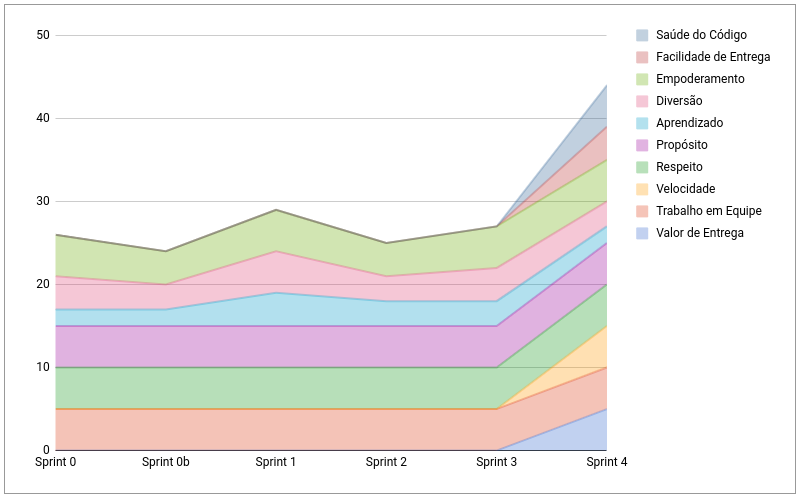 50
40
30
20
10
0
Sprint 0
Sprint 0b
Sprint 1
Sprint 2
Sprint 3
Sprint 4
Saúde do Código
Facilidade de Entrega
Empoderamento
Diversão
Aprendizado
Propósito
Respeito
Velocidade
Trabalho em Equipe
Valor de Entrega